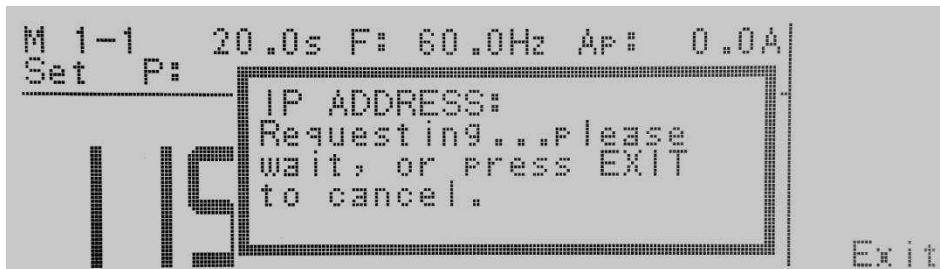 M 1-1 20.0s F: 60.0Hz Ap: 0.0A
Set P:
IP ADDRESS:
Requesting...please
wait, or press EXIT
to cancel.
115
Exit